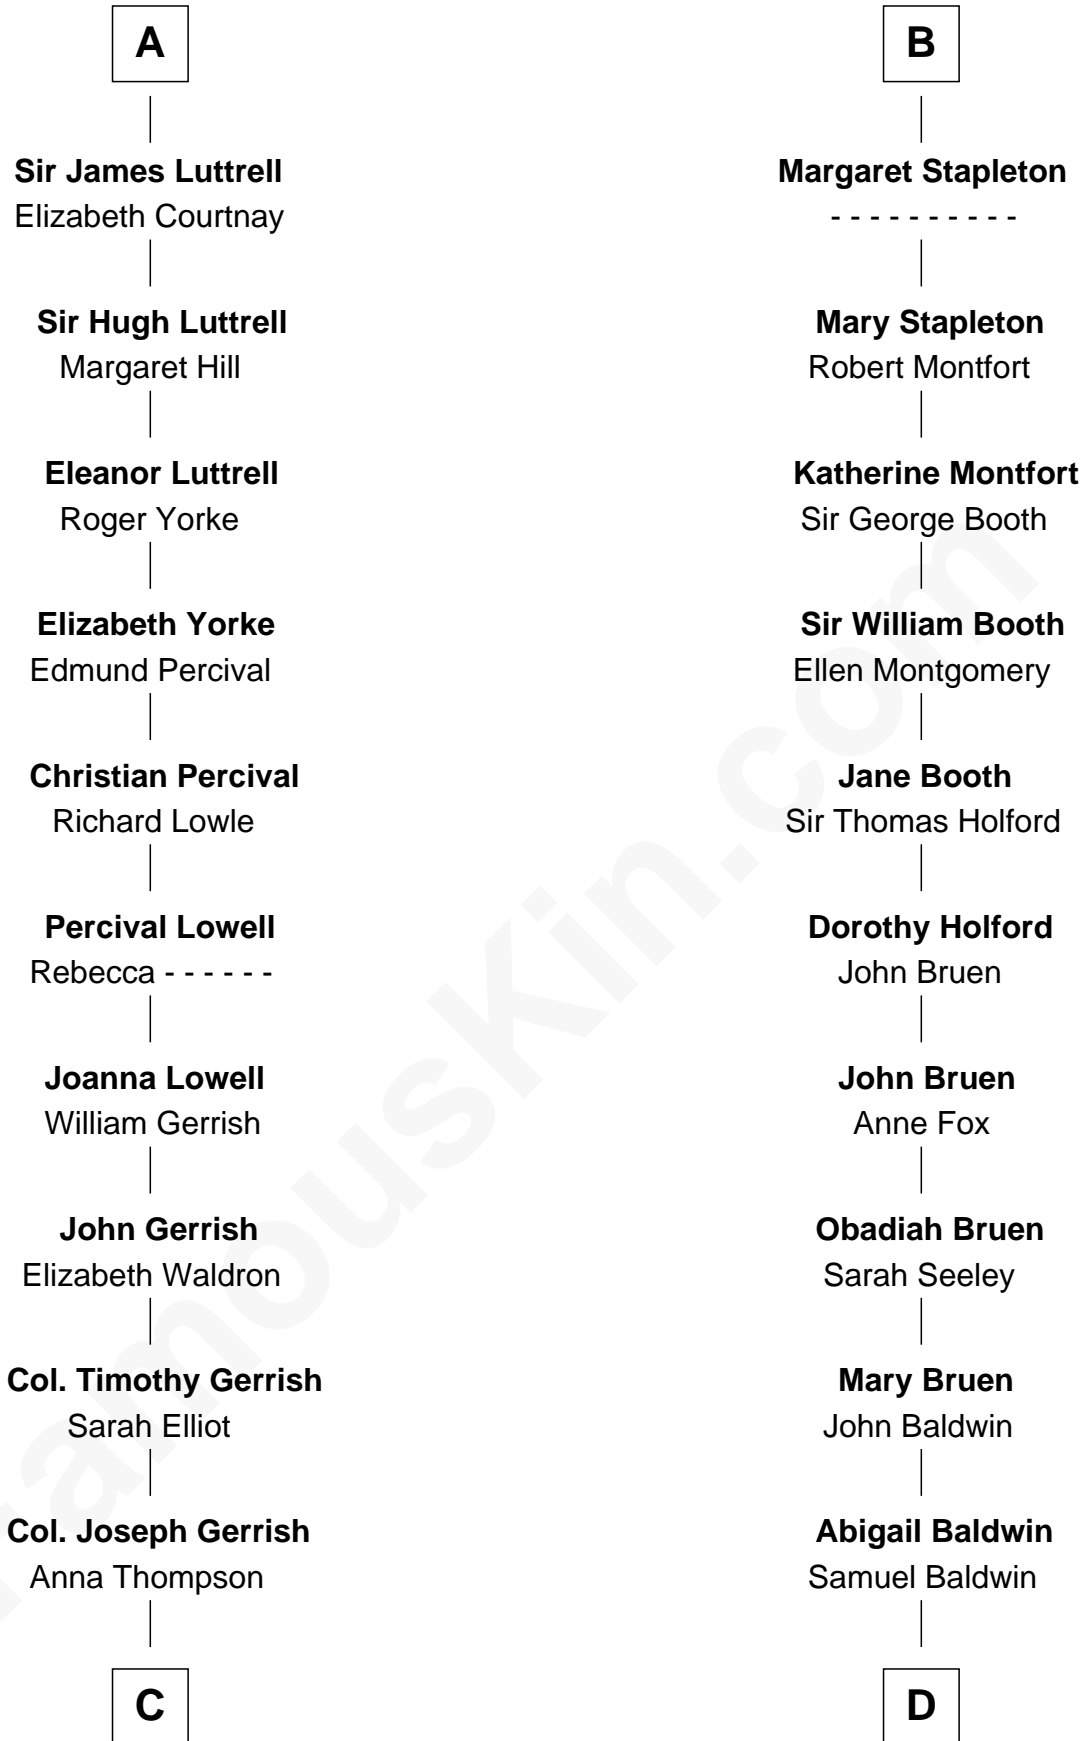 A
Sir James Luttrell
Elizabeth Courtnay
Sir Hugh Luttrell
Margaret Hill
Eleanor Luttrell
Roger Yorke
Elizabeth Yorke
Edmund Percival
Christian Percival
Richard Lowle
Percival Lowell
Rebecca - - - - - -
Joanna Lowell
William Gerrish
John Gerrish
Elizabeth Waldron
Col. Timothy Gerrish
Sarah Elliot
Col. Joseph Gerrish
Anna Thompson
C
B
Margaret Stapleton
- - - - - - - - - -
Mary Stapleton
Robert Montfort
Katherine Montfort
Sir George Booth
Sir William Booth
Ellen Montgomery
Jane Booth
Sir Thomas Holford
Dorothy Holford
John Bruen
John Bruen
Anne Fox
Obadiah Bruen
Sarah Seeley
Mary Bruen
John Baldwin
Abigail Baldwin
Samuel Baldwin
D
FamousKin.com